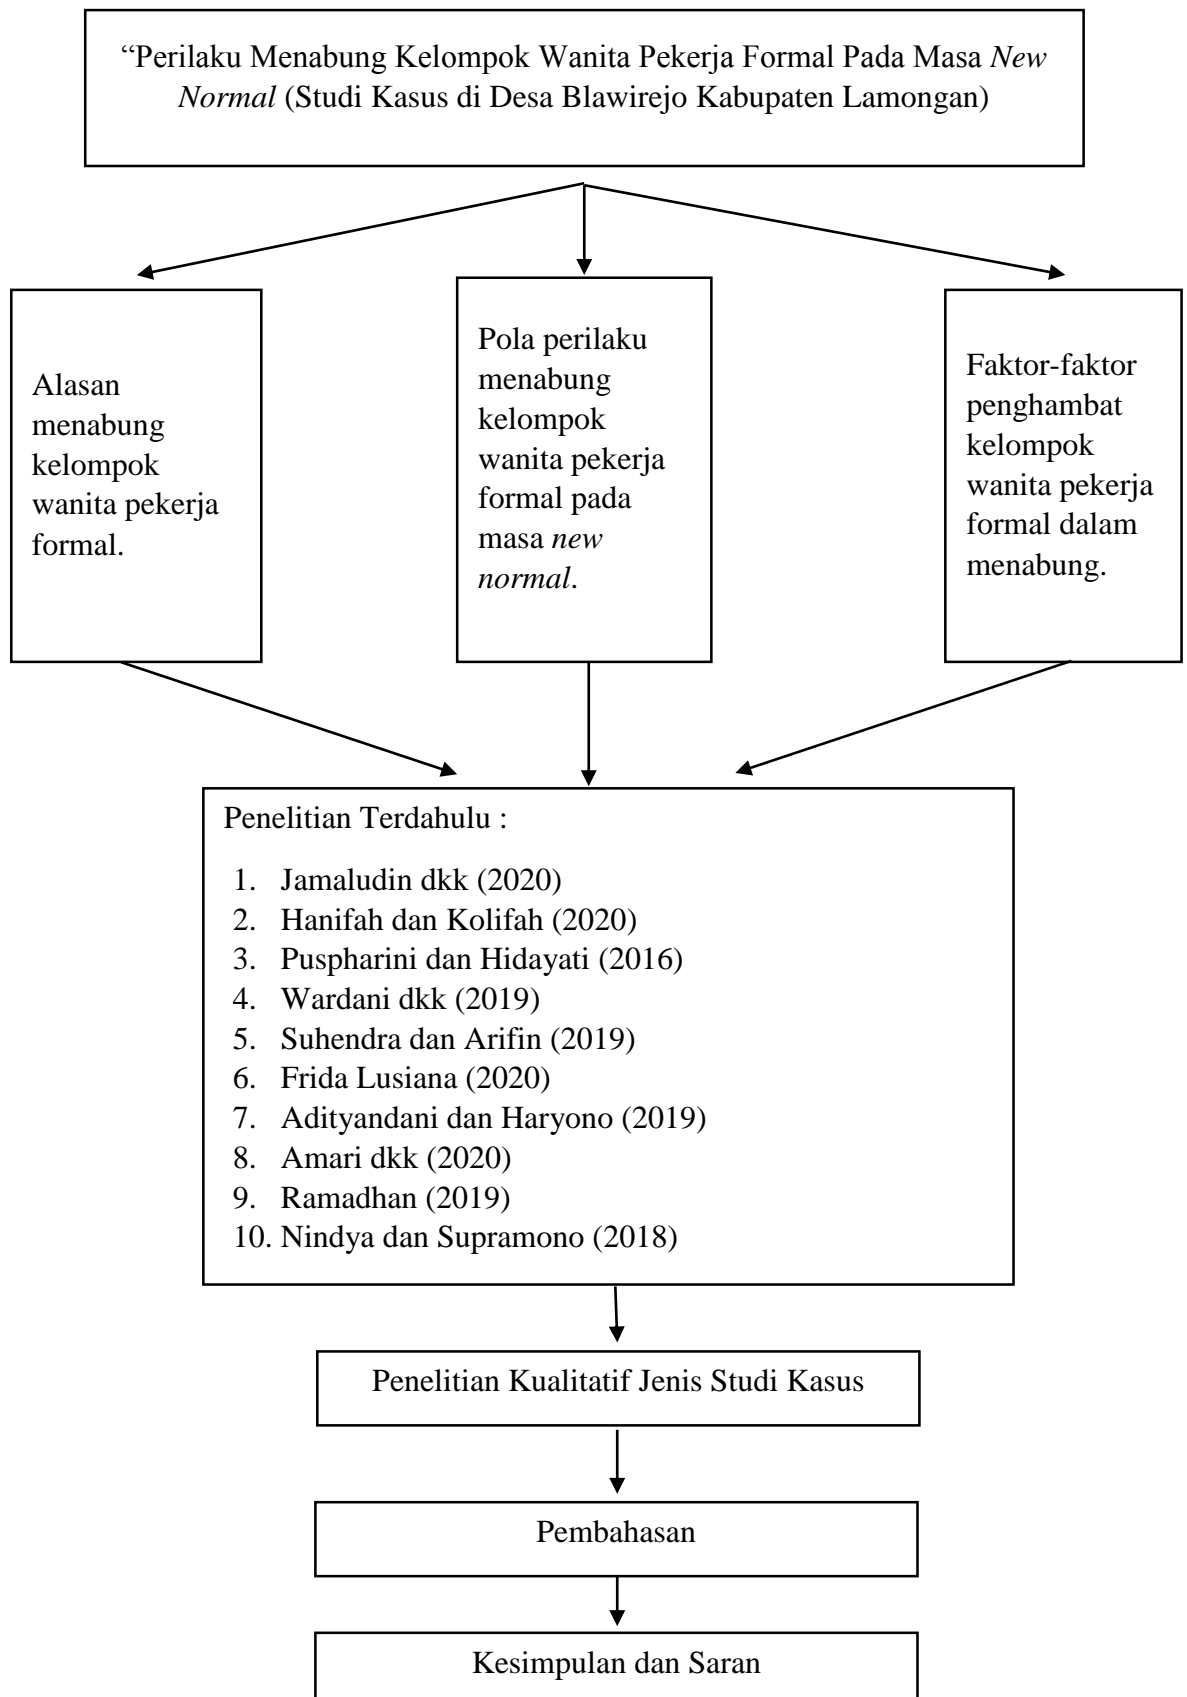 “Perilaku Menabung Kelompok Wanita Pekerja Formal Pada Masa New
Normal (Studi Kasus di Desa Blawirejo Kabupaten Lamongan)
Alasan
menabung
kelompok
wanita pekerja
formal.
Pola perilaku
menabung
kelompok
wanita pekerja
formal pada
masa new
normal.
Faktor-faktor
penghambat
kelompok
wanita pekerja
formal dalam
menabung.
Penelitian Terdahulu :
1. Jamaludin dkk (2020)
2. Hanifah dan Kolifah (2020)
3. Puspharini dan Hidayati (2016)
4. Wardani dkk (2019)
5. Suhendra dan Arifin (2019)
6. Frida Lusiana (2020)
7. Adityandani dan Haryono (2019)
8. Amari dkk (2020)
9. Ramadhan (2019)
10. Nindya dan Supramono (2018)
Penelitian Kualitatif Jenis Studi Kasus
Pembahasan
Kesimpulan dan Saran